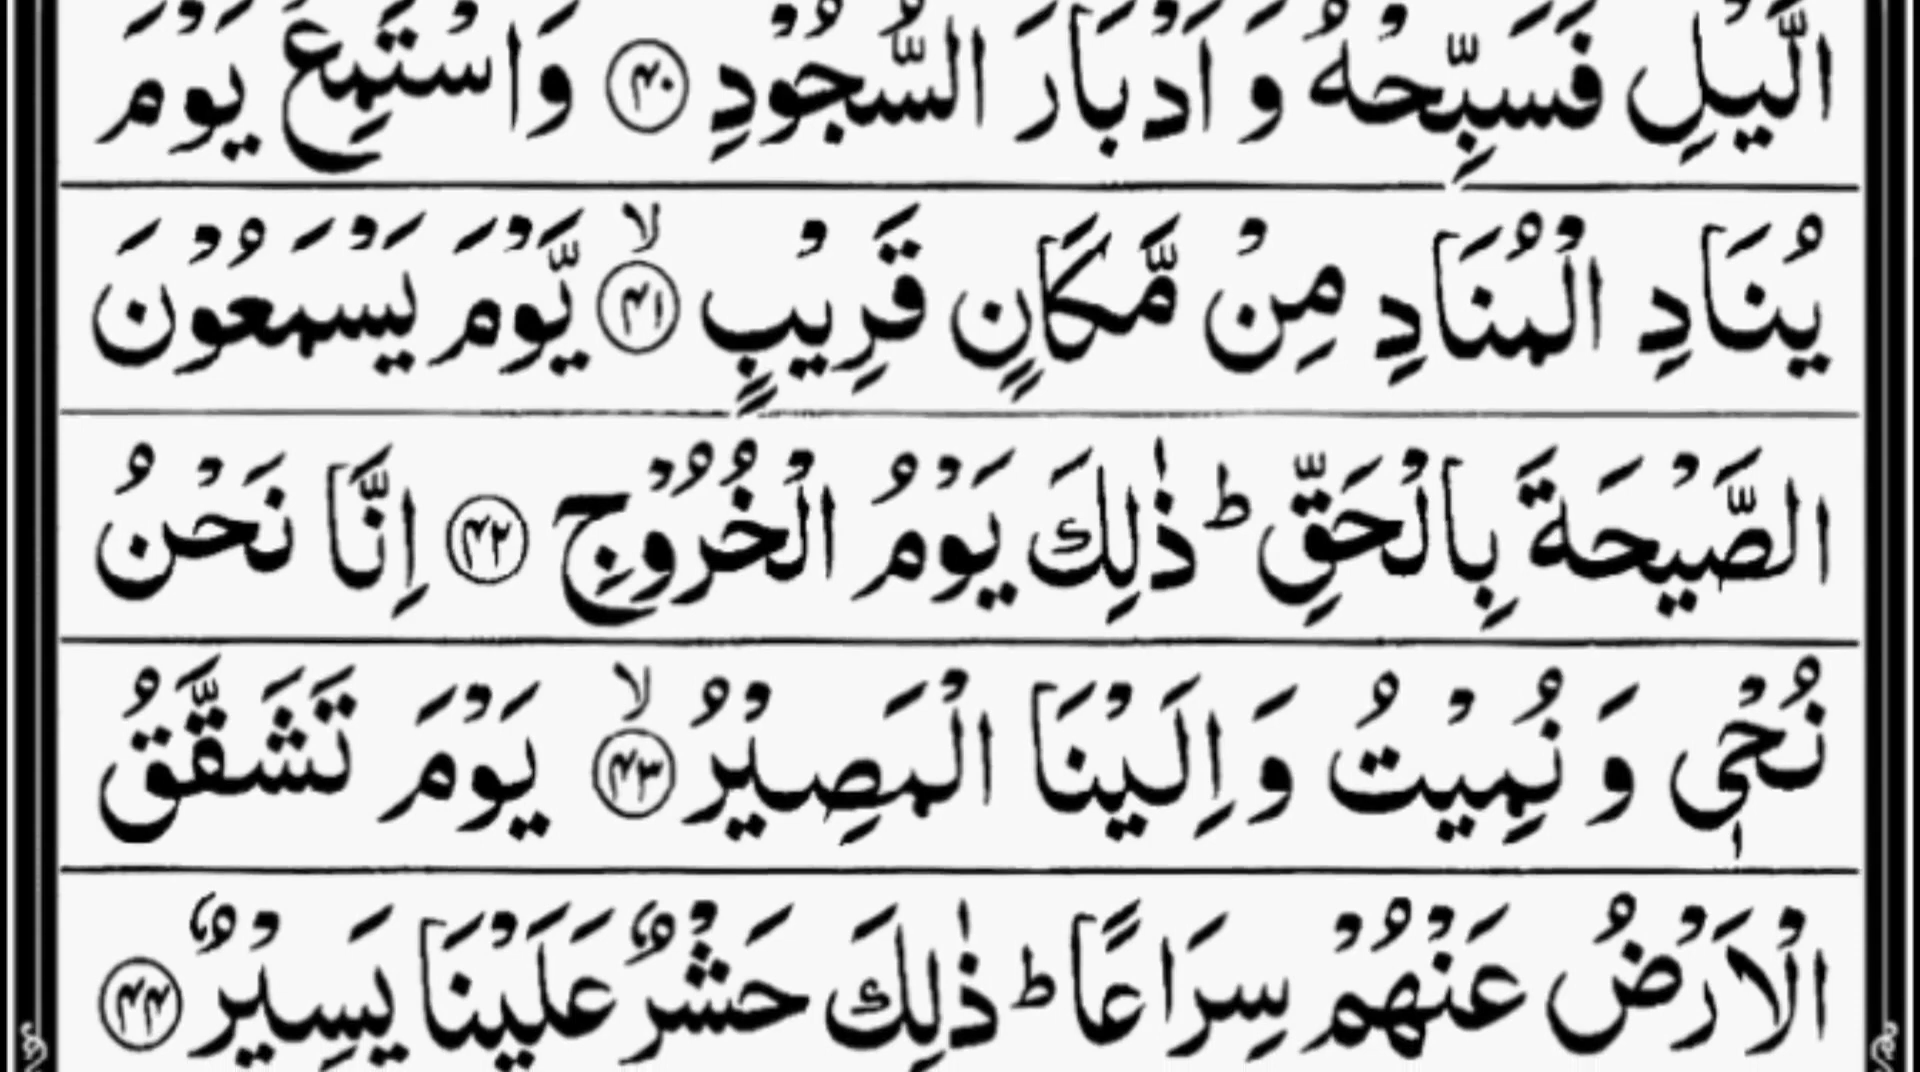 الَّيْلِ فَسَبِّحْهُ وَ اَدْبَارَ السُّجُوْدِ ﴿۴۰﴾ وَاسْتَمِعْ يَوْمَ
يُنَادِ الْمُنَادِ مِنْ مَّكَانٍ قَرِيْبٍ ﴿۴۱﴾ۙ يَّوْمَ يَسْمَعُوْنَ
الصَّيْحَةَ بِالْحَقِّ ؕ ذٰلِكَ يَوْمُ الْخُرُوْجِ ﴿۴۲﴾ اِنَّا نَحْنُ
نُحْیٖ وَ نُمِيْتُ وَ اِلَيْنَا الْمَصِيْرُ ﴿۴۳﴾ۙ يَوْمَ تَشَقَّقُ
الْاَرْضُ عَنْهُمْ سِرَاعًا ؕ ذٰلِكَ حَشْرٌ عَلَيْنَا يَسِيْرٌ ﴿۴۴﴾